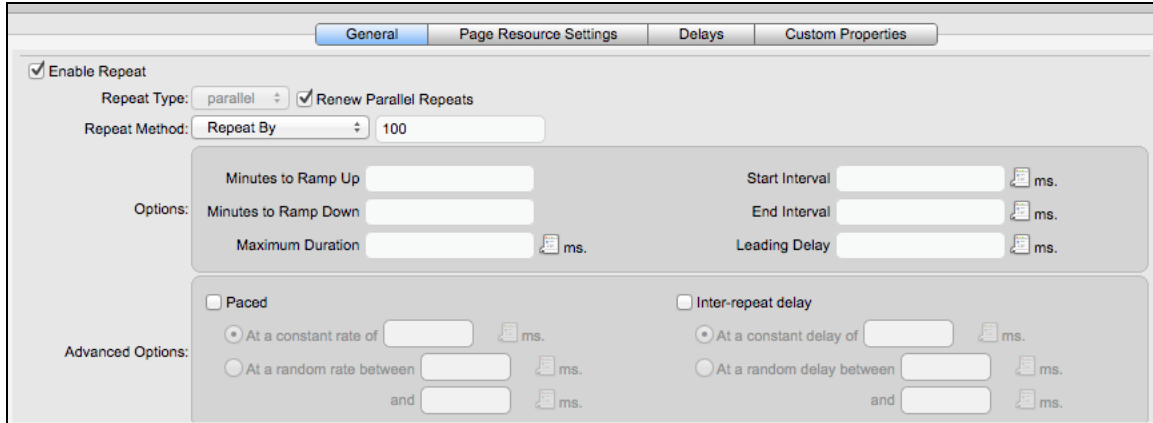 General Page Resource Settings Delays Custom Properties
Enable Repeat
Repeat Type: parallel Renew Parallel Repeats
Repeat Method: Repeat By 100
Options:
Minutes to Ramp Up
Minutes to Ramp Down
Maximum Duration ms.
Start Interval ms.
End Interval ms.
Leading Delay ms.
Advanced Options:
Paced
At a constant rate of ms.
At a random rate between ms.
and ms.
Inter-repeat delay
At a constant delay of ms.
At a random delay between ms.
and ms.